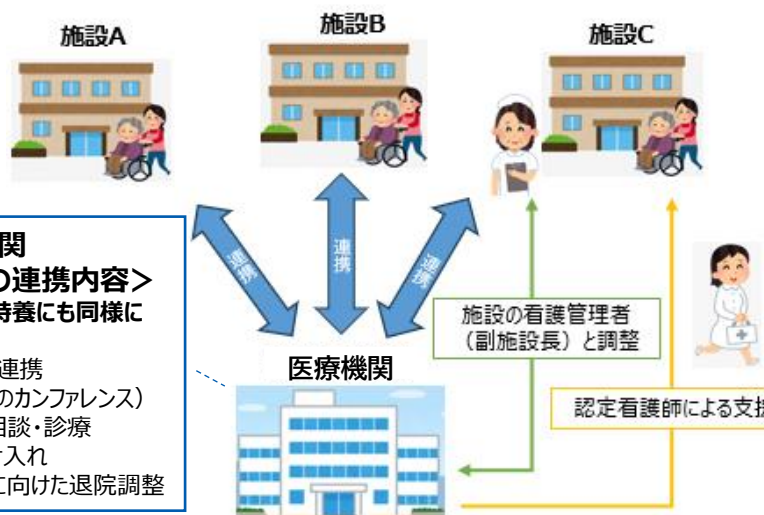 施設A
施設B
施設C
連携
連携
連携
関
の連携内容>
特養にも同様に
連携
のカンファレンス)
相談・診療
け入れ
に向けた退院調整
医療機関
施設の看護管理者
(副施設長)と調整
認定看護師による支援